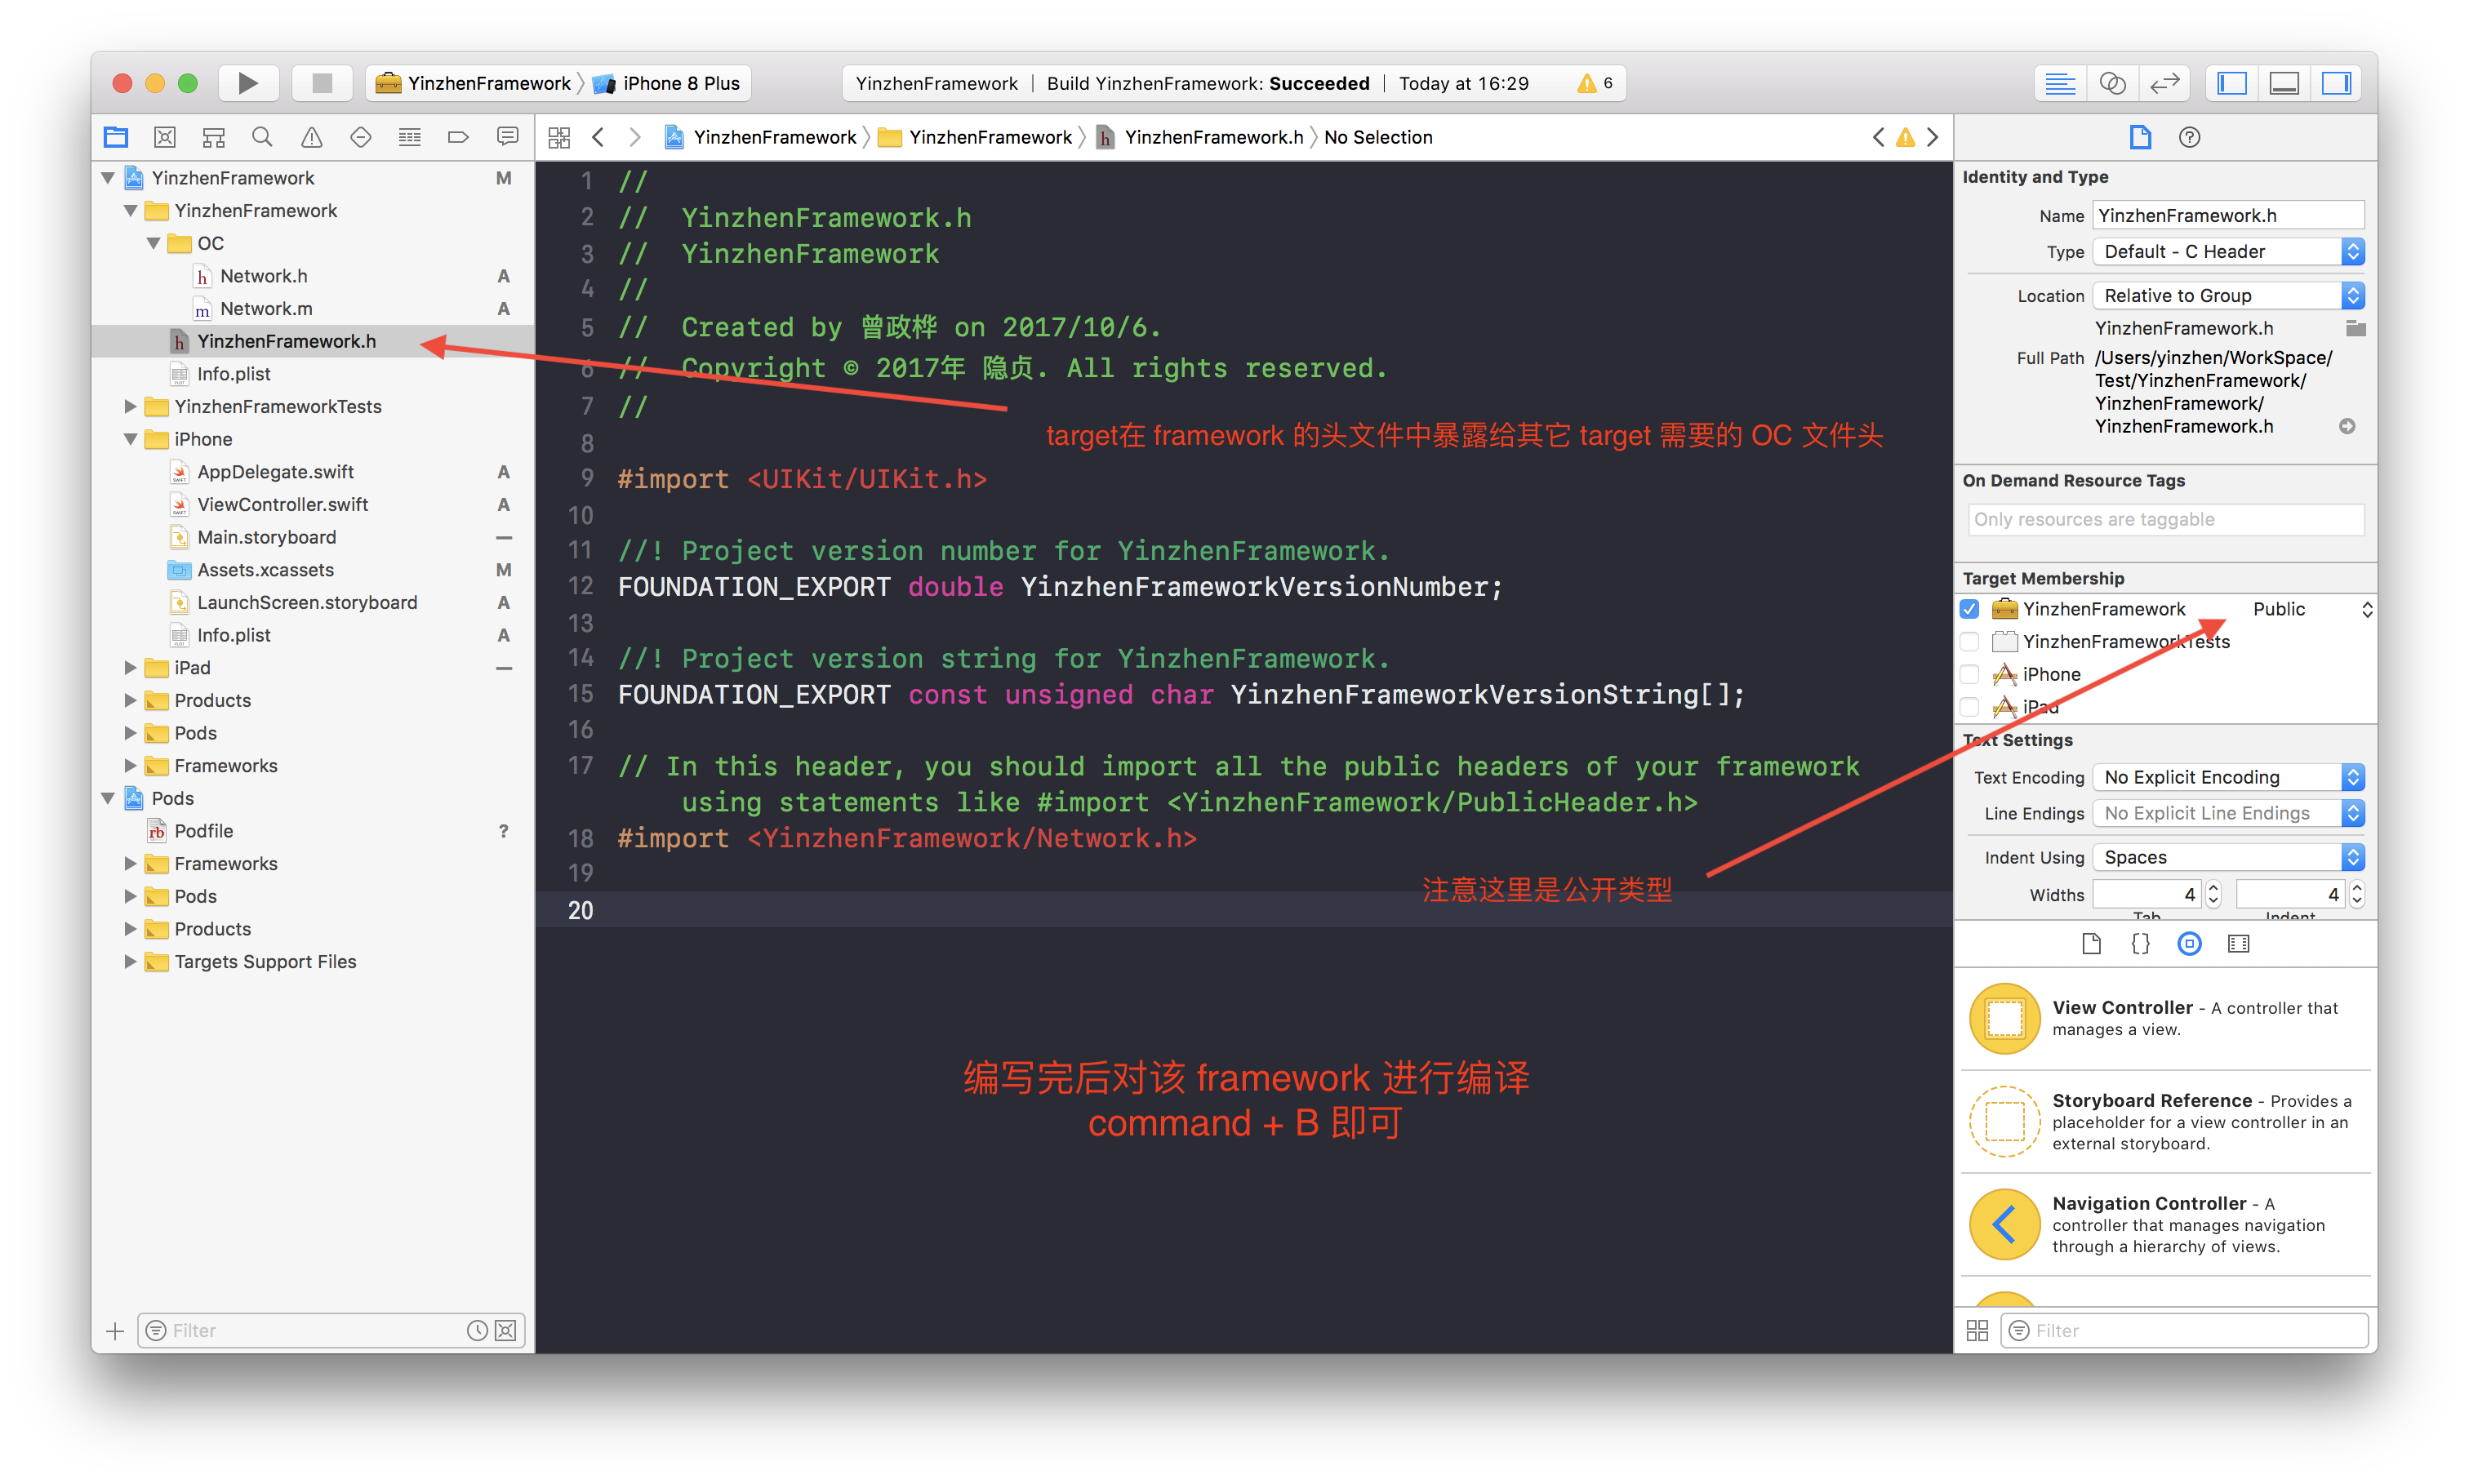 YinzhenFramework 〉 iPhone 8 Plus
YinzhenFramework | Build YinzhenFramework: Succeeded | Today at 16:29
6
YinzhenFramework 〉 YinzhenFramework 〉 YinzhenFramework.h 〉 No Selection
YinzhenFramework M
YinzhenFramework
OC
Network.h A
Network.m A
YinzhenFramework.h
Info.plist
YinzhenFrameworkTests
iPhone
AppDelegate.swift A
ViewController.swift A
Main.storyboard —
Assets.xcassets M
LaunchScreen.storyboard A
Info.plist A
iPad —
Products
Pods
Frameworks
Pods
Podfile ?
Frameworks
Pods
Products
Targets Support Files
Filter
1 //
2 //  YinzhenFramework.h
3 //  YinzhenFramework
4 //
5 //  Created by 曾政桦 on 2017/10/6.
6 //  Copyright © 2017年 隐贞. All rights reserved.
7 //
8
target在 framework 的头文件中暴露给其它 target 需要的 OC 文件头
9 #import <UIKit/UIKit.h>
10
11 //! Project version number for YinzhenFramework.
12 FOUNDATION_EXPORT double YinzhenFrameworkVersionNumber;
13
14 //! Project version string for YinzhenFramework.
15 FOUNDATION_EXPORT const unsigned char YinzhenFrameworkVersionString[];
16
17 // In this header, you should import all the public headers of your framework
using statements like #import <YinzhenFramework/PublicHeader.h>
18 #import <YinzhenFramework/Network.h>
19
注意这里是公开类型
20
编写完后对该 framework 进行编译
command + B 即可
Identity and Type
Name YinzhenFramework.h
Type Default - C Header
Location Relative to Group
YinzhenFramework.h
Full Path /Users/yinzhen/WorkSpace/
Test/YinzhenFramework/
YinzhenFramework/
YinzhenFramework.h
On Demand Resource Tags
Only resources are taggable
Target Membership
YinzhenFramework Public
YinzhenFrameworkTests
iPhone
iPad
Text Settings
Text Encoding No Explicit Encoding
Line Endings No Explicit Line Endings
Indent Using Spaces
Widths 4 4
Tab Indent
View Controller - A controller that
manages a view.
Storyboard Reference - Provides a
placeholder for a view controller in an
external storyboard.
Navigation Controller - A
controller that manages navigation
through a hierarchy of views.
Filter